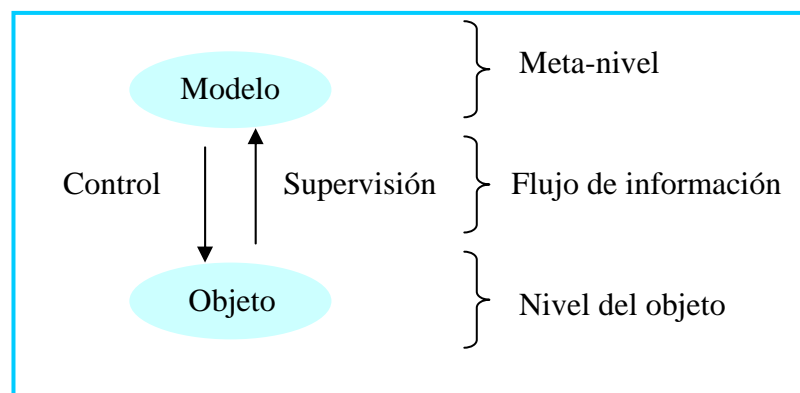 Meta-nivel
Modelo
Control
Supervisión
Flujo de información
Objeto
Nivel del objeto